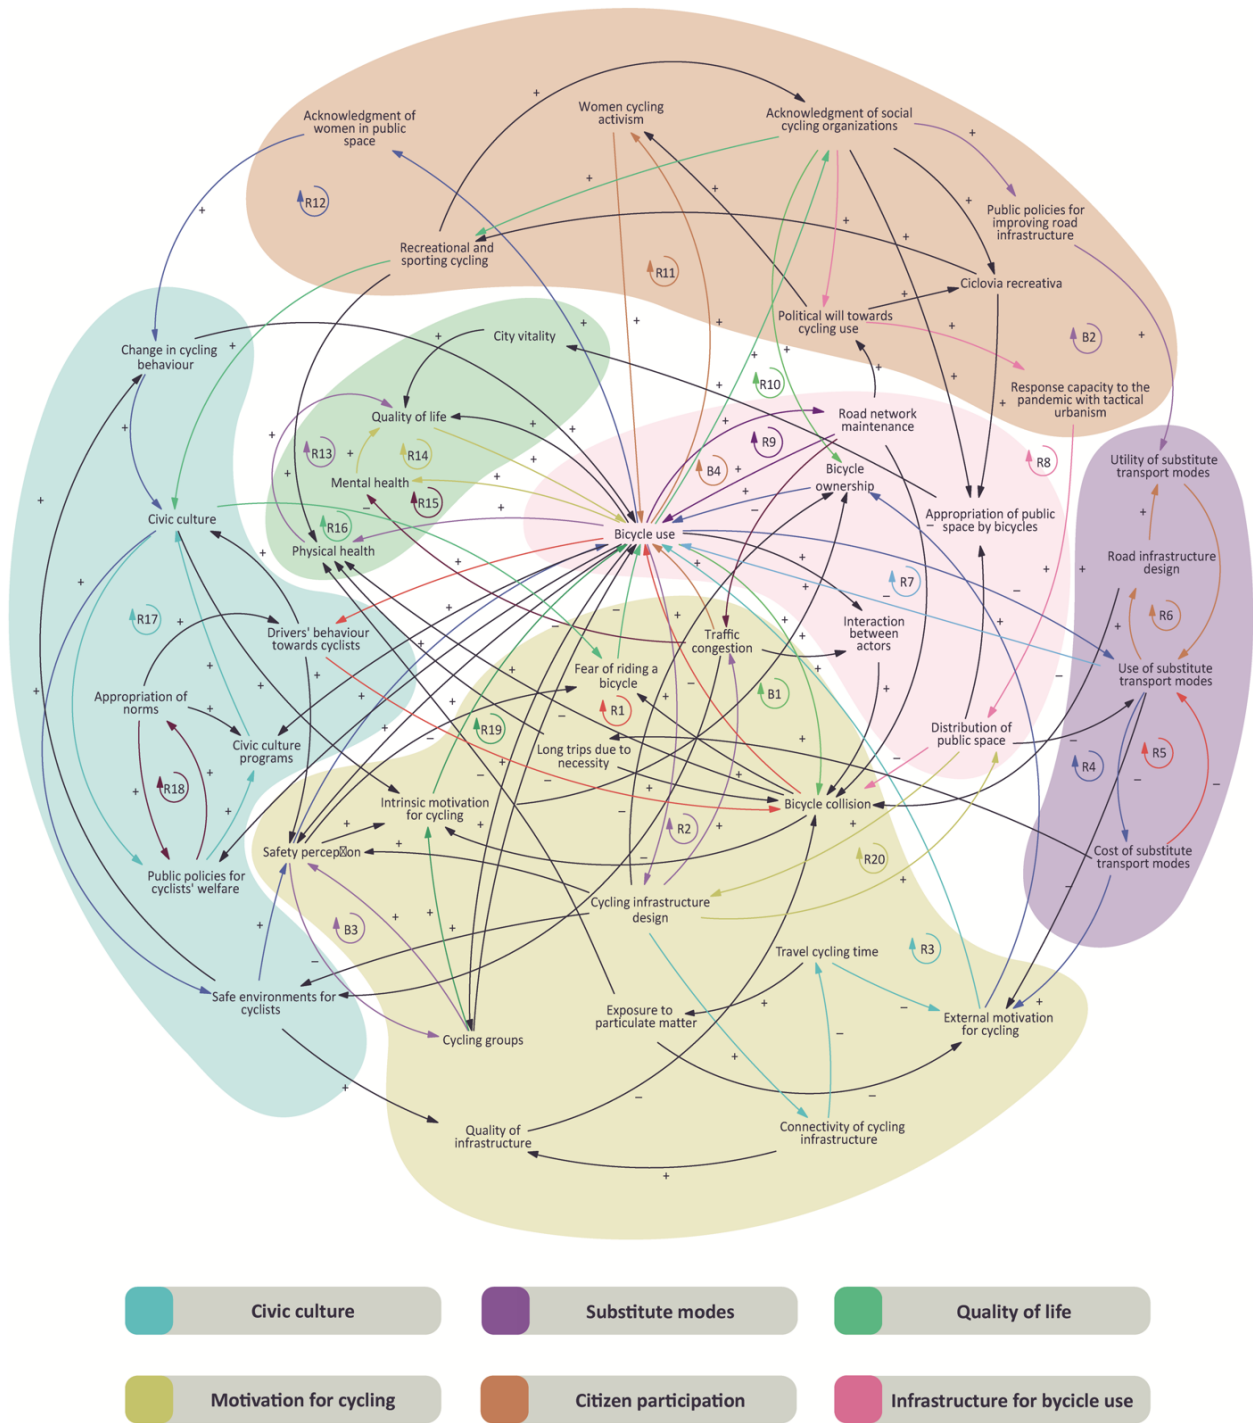 Acknowledgment of
women in public
space
Women cycling
activism
Acknowledgment of social
cycling organizations
Public policies for
improving road
infrastructure
R12
Recreational and
sporting cycling
R11
Ciclovia recreativa
Political will towards
cycling use
B2
City vitality
Change in cycling
behaviour
R10
Response capacity to the
pandemic with tactical
urbanism
Quality of life
Road network
maintenance
R13
R14
R9
B4
R8
Utility of substitute
transport modes
Mental health
R15
Bicycle
ownership
Civic culture
R16
Physical health
Bicycle use
Appropriation of public
space by bicycles
Road infrastructure
design
R7
R17
Drivers' behaviour
towards cyclists
Traffic
congestion
Interaction
between
actors
R6
Fear of riding a
bicycle
Use of substitute
transport modes
Appropriation of
norms
R1
B1
R19
Civic culture
programs
Long trips due to
necessity
Distribution of
public space
R4
R5
R18
Intrinsic motivation
for cycling
Bicycle collision
R2
Safety percep on
R20
Cost of substitute
transport modes
Public policies for
cyclists' welfare
Cycling infrastructure
design
B3
Travel cycling time
R3
Safe environments for
cyclists
Exposure to
particulate matter
External motivation
for cycling
Cycling groups
Quality of
infrastructure
Connectivity of cycling
infrastructure
Civic culture
Substitute modes
Quality of life
Motivation for cycling
Citizen participation
Infrastructure for bycicle use